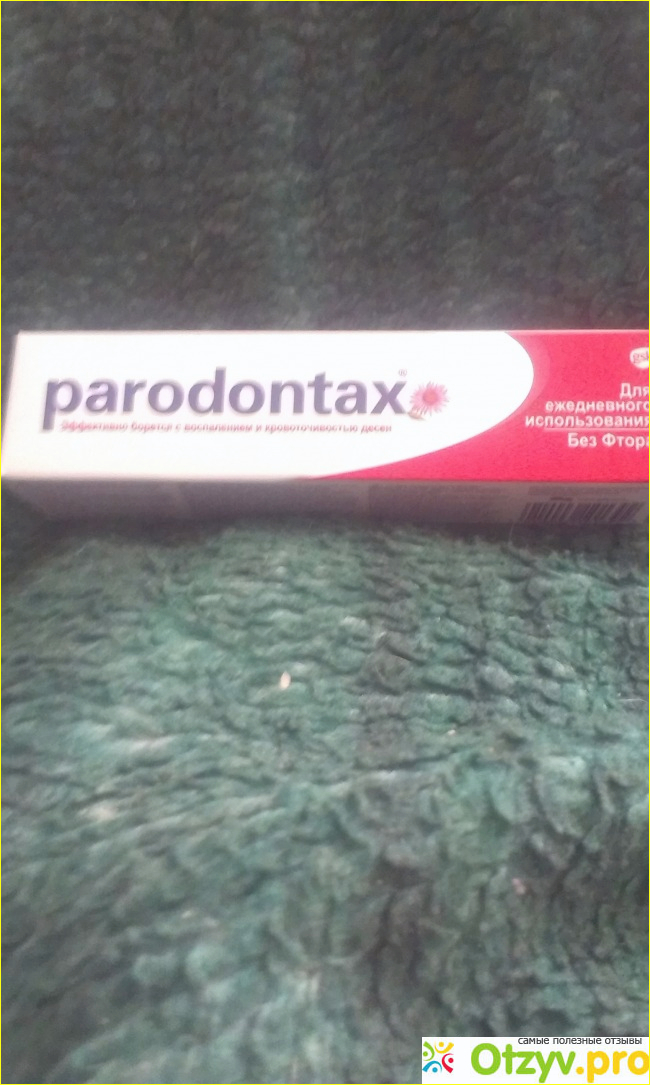 parodontax®
Эффективно борется с воспалением и кровоточивостью десен
gsk
Для
ежедневного
использования
Без Фтора
самые полезные отзывы
Otzyv.pro